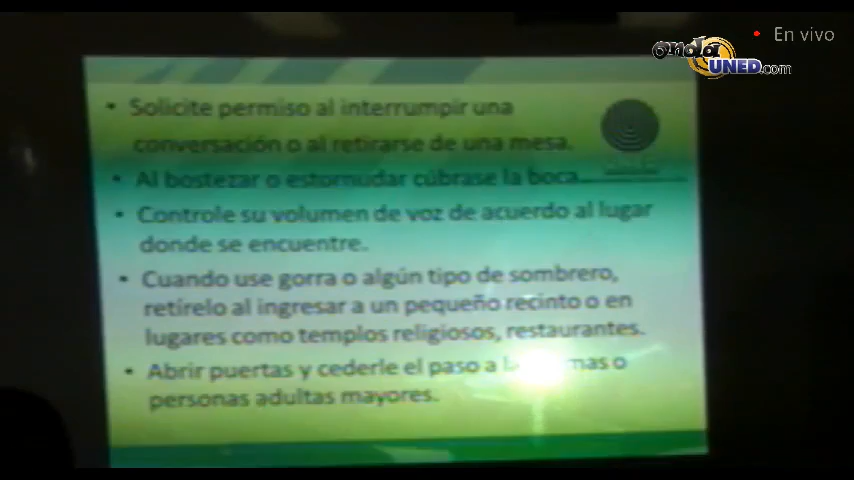 En vivo
onda
UNED.com
• Solicite permiso al interrumpir una
conversación o al retirarse de una mesa.
• Al bostezar o estornudar cúbrase la boca
• Controle su volumen de voz de acuerdo al lugar
donde se encuentre.
• Cuando use gorra o algún tipo de sombrero,
retírelo al ingresar a un pequeño recinto o en
lugares como templos religiosos, restaurantes.
• Abrir puertas y cederle el paso a o
personas adultas mayores.